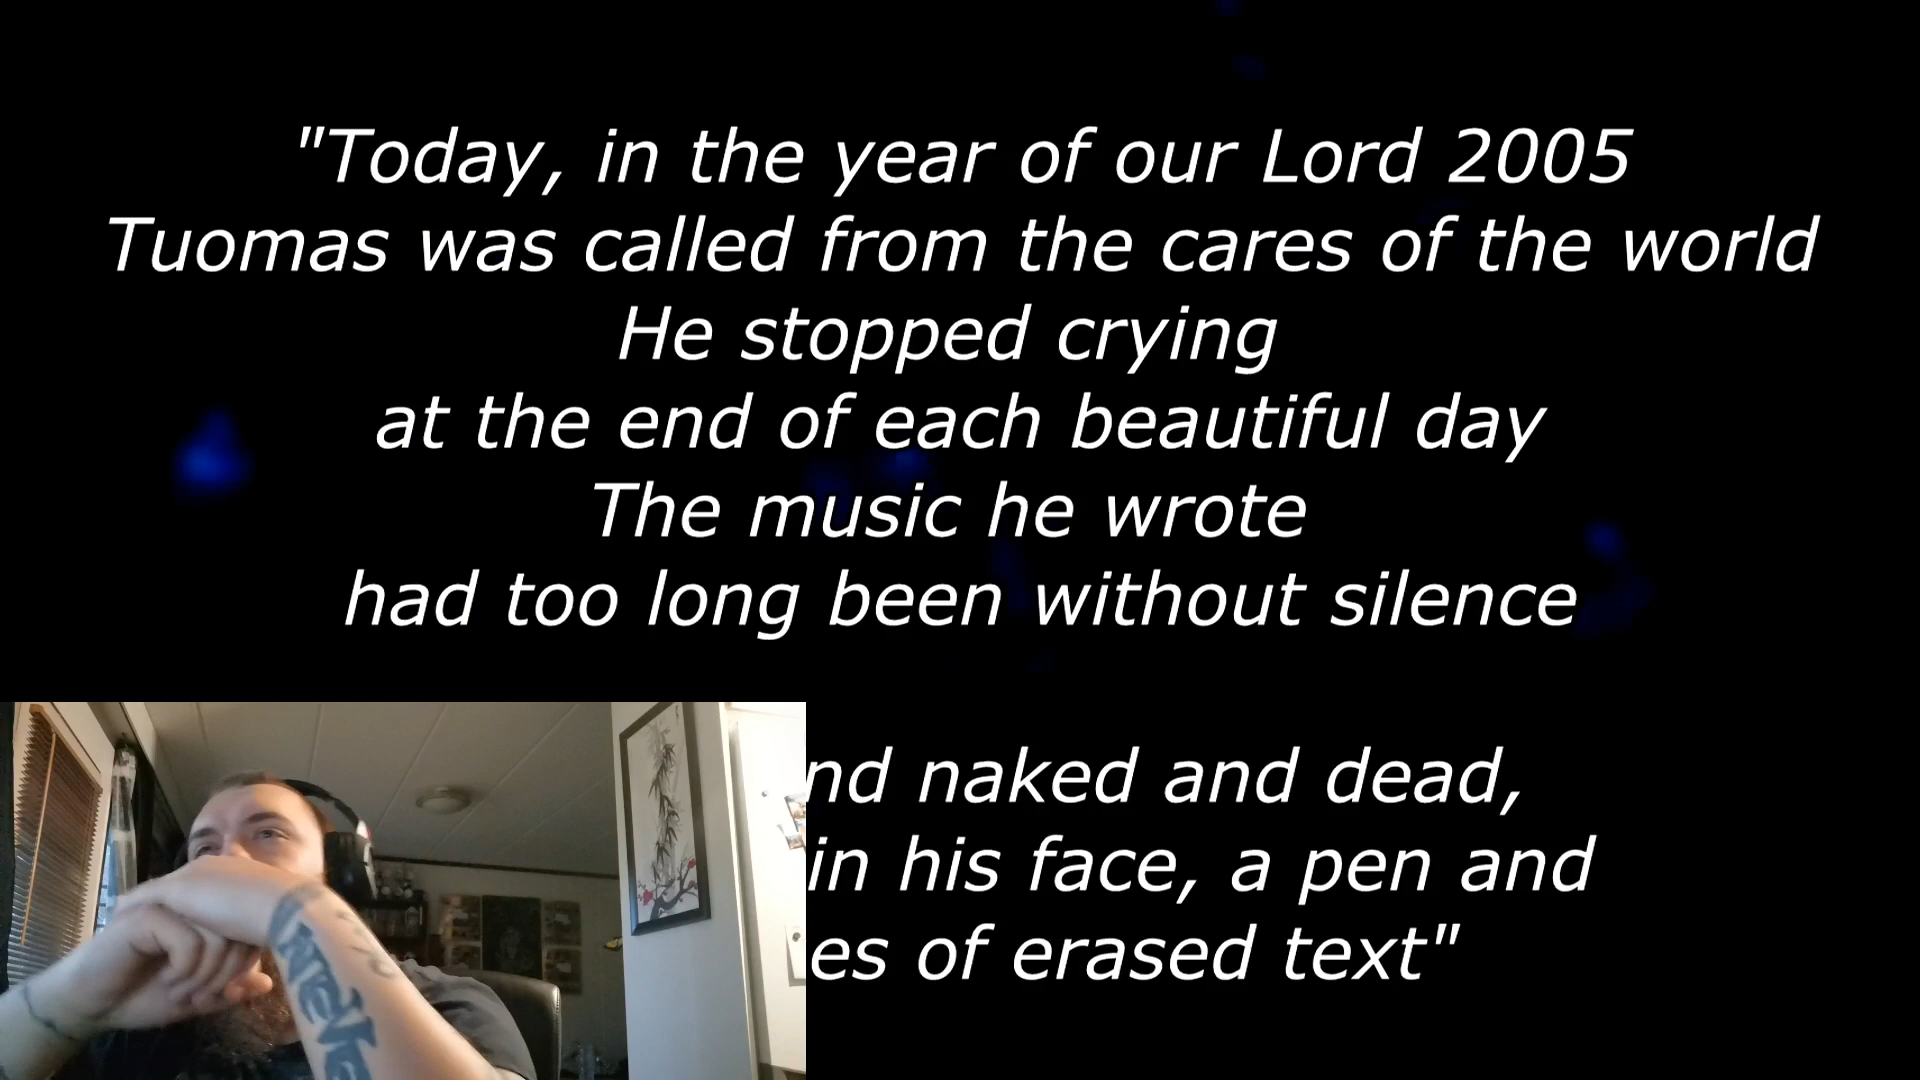 "Today, in the year of our Lord 2005
Tuomas was called from the cares of the world
He stopped crying
at the end of each beautiful day
The music he wrote
had too long been without silence
naked and dead,
in his face, a pen and
of erased text"